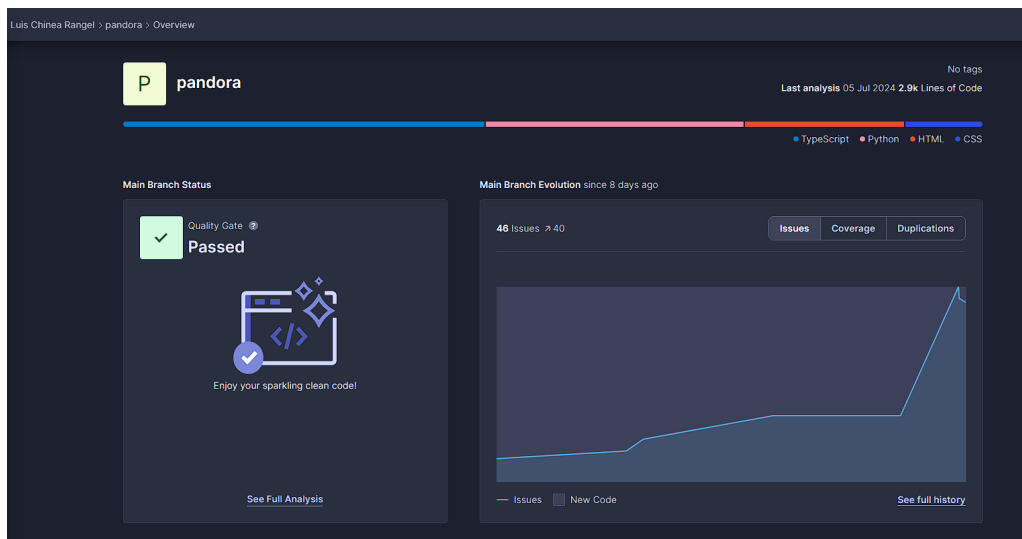 Luis Chinea Rangel > pandora > Overview
P
pandora
No tags
Last analysis 05 Jul 2024 2.9k Lines of Code
TypeScript Python HTML CSS
Main Branch Status
Quality Gate ?
Passed
</>
Enjoy your sparkling clean code!
See Full Analysis
Main Branch Evolution since 8 days ago
46 Issues ↗ 40
Issues Coverage Duplications
Issues New Code
See full history